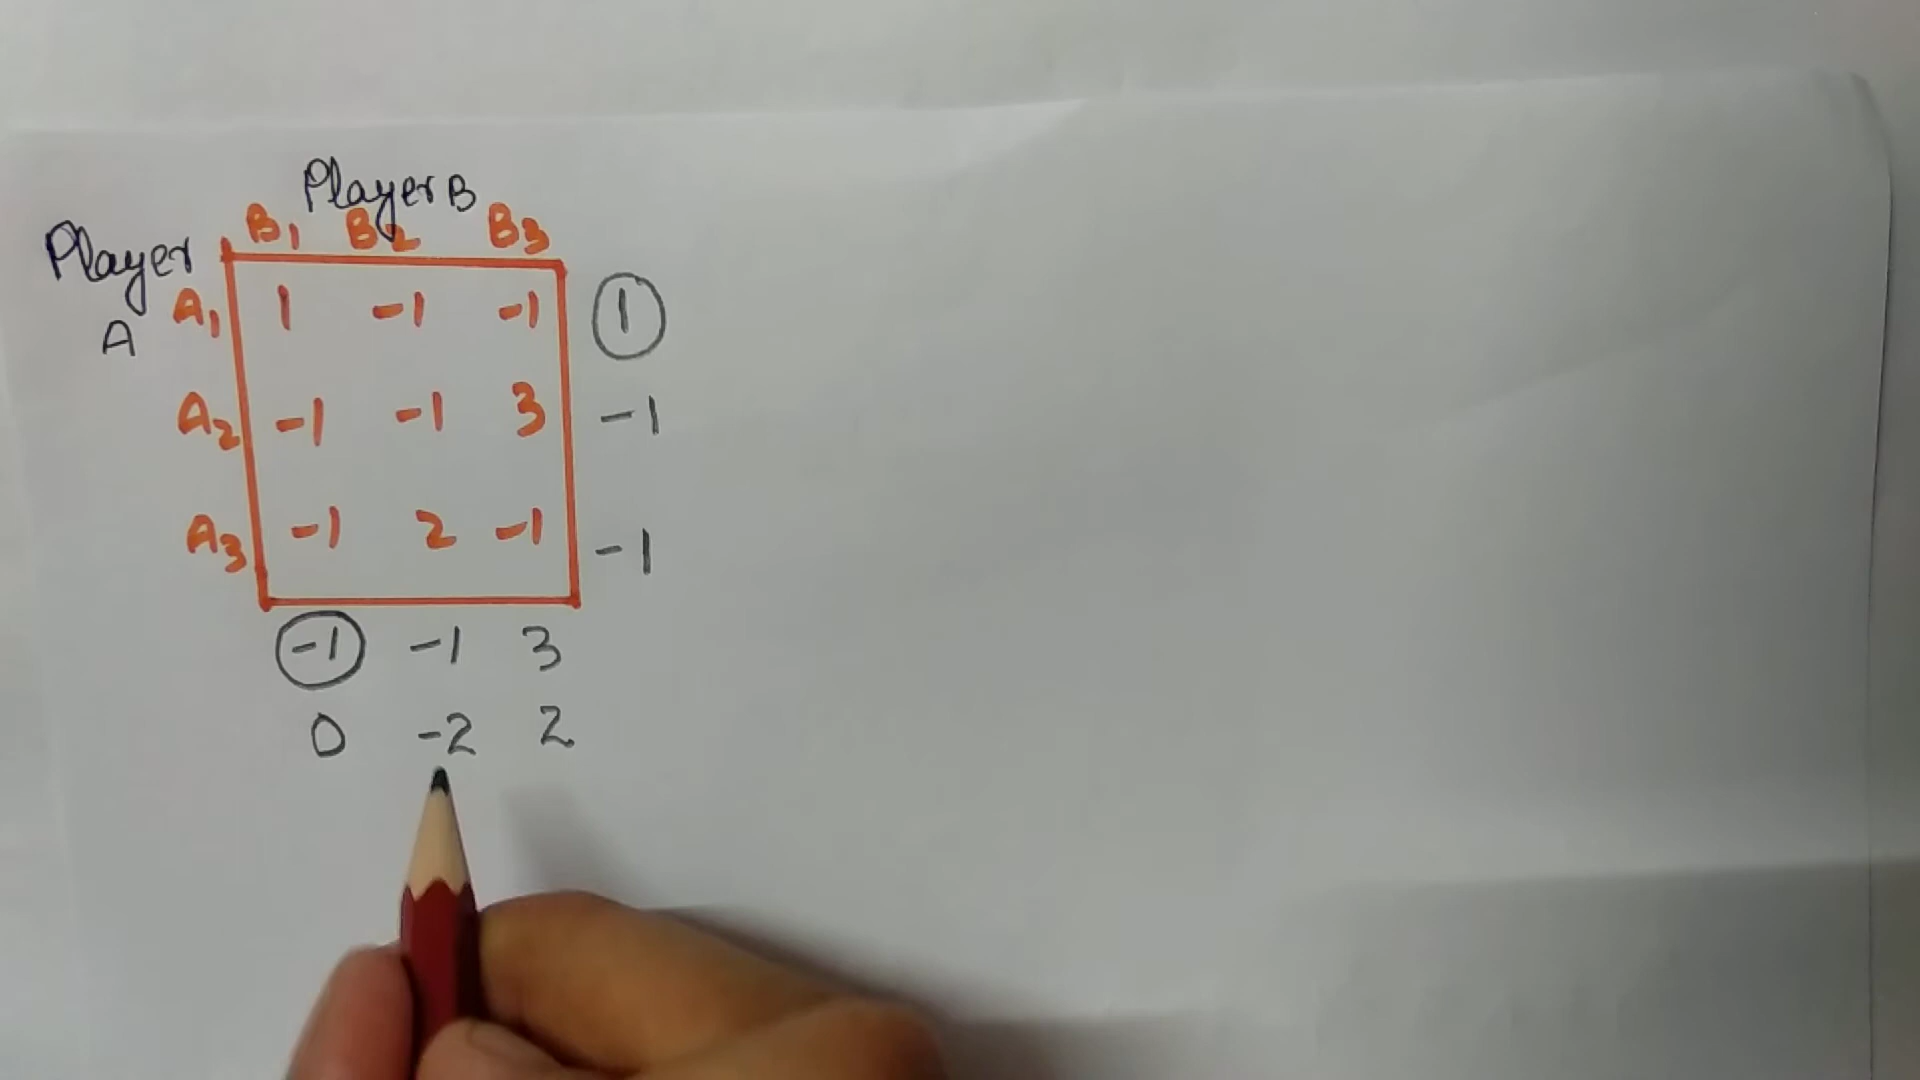 Player B
B1 B2 B3
Player
A
A1 1 -1 -1 1
A2 -1 -1 3 -1
A3 -1 2 -1 -1
-1 -1 3
0 -2 2